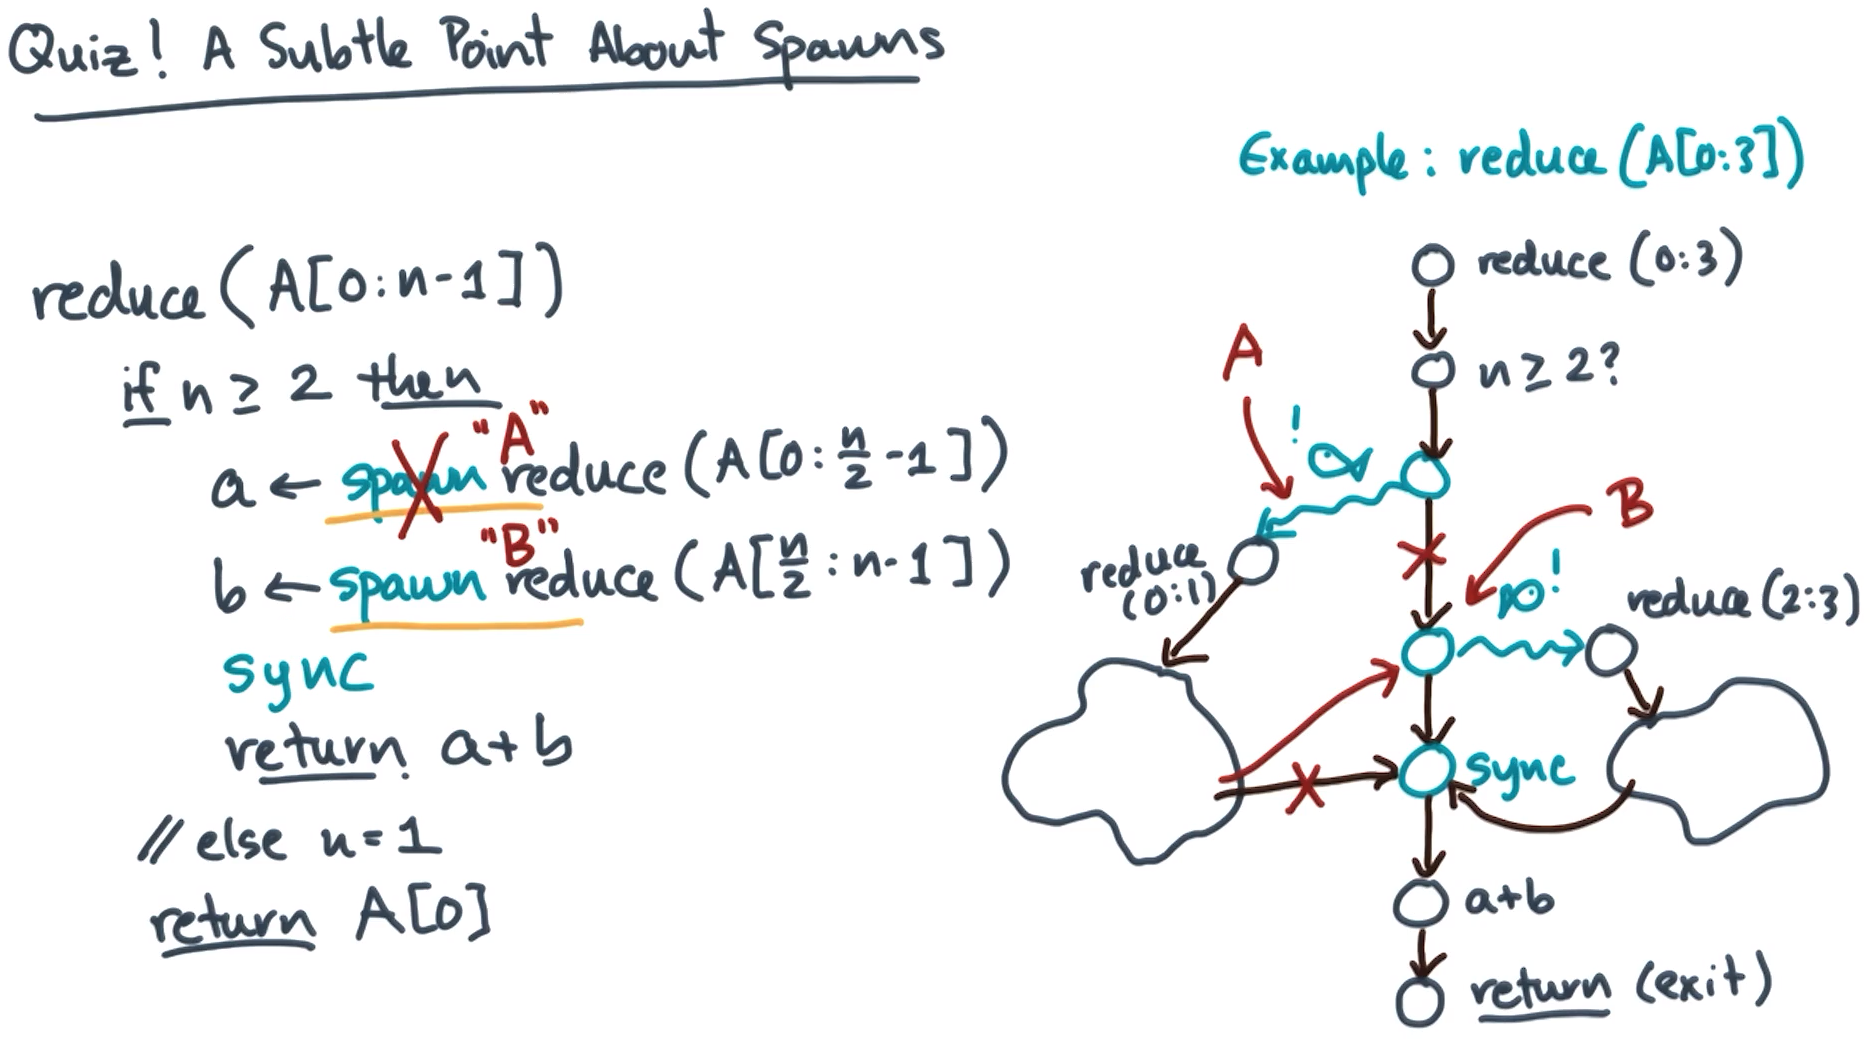 Quiz! A Subtle Point About Spawns
Example: reduce (A[0:3])
reduce (A[0:n-1])
if n ≥ 2 then
"A"
a ← spawn reduce (A[0: n/2 -1])
"B"
b ← spawn reduce (A[n/2 : n-1])
sync
return a+b
// else n=1
return A[0]
reduce (0:3)
n ≥ 2?
A
!
B
!
reduce
(0:1)
reduce (2:3)
sync
a+b
return (exit)